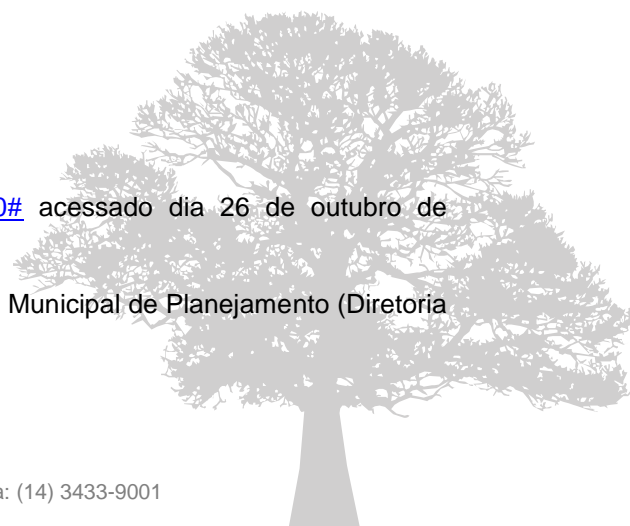 0# acessado dia 26 de outubro de
Municipal de Planejamento (Diretoria
a: (14) 3433-9001